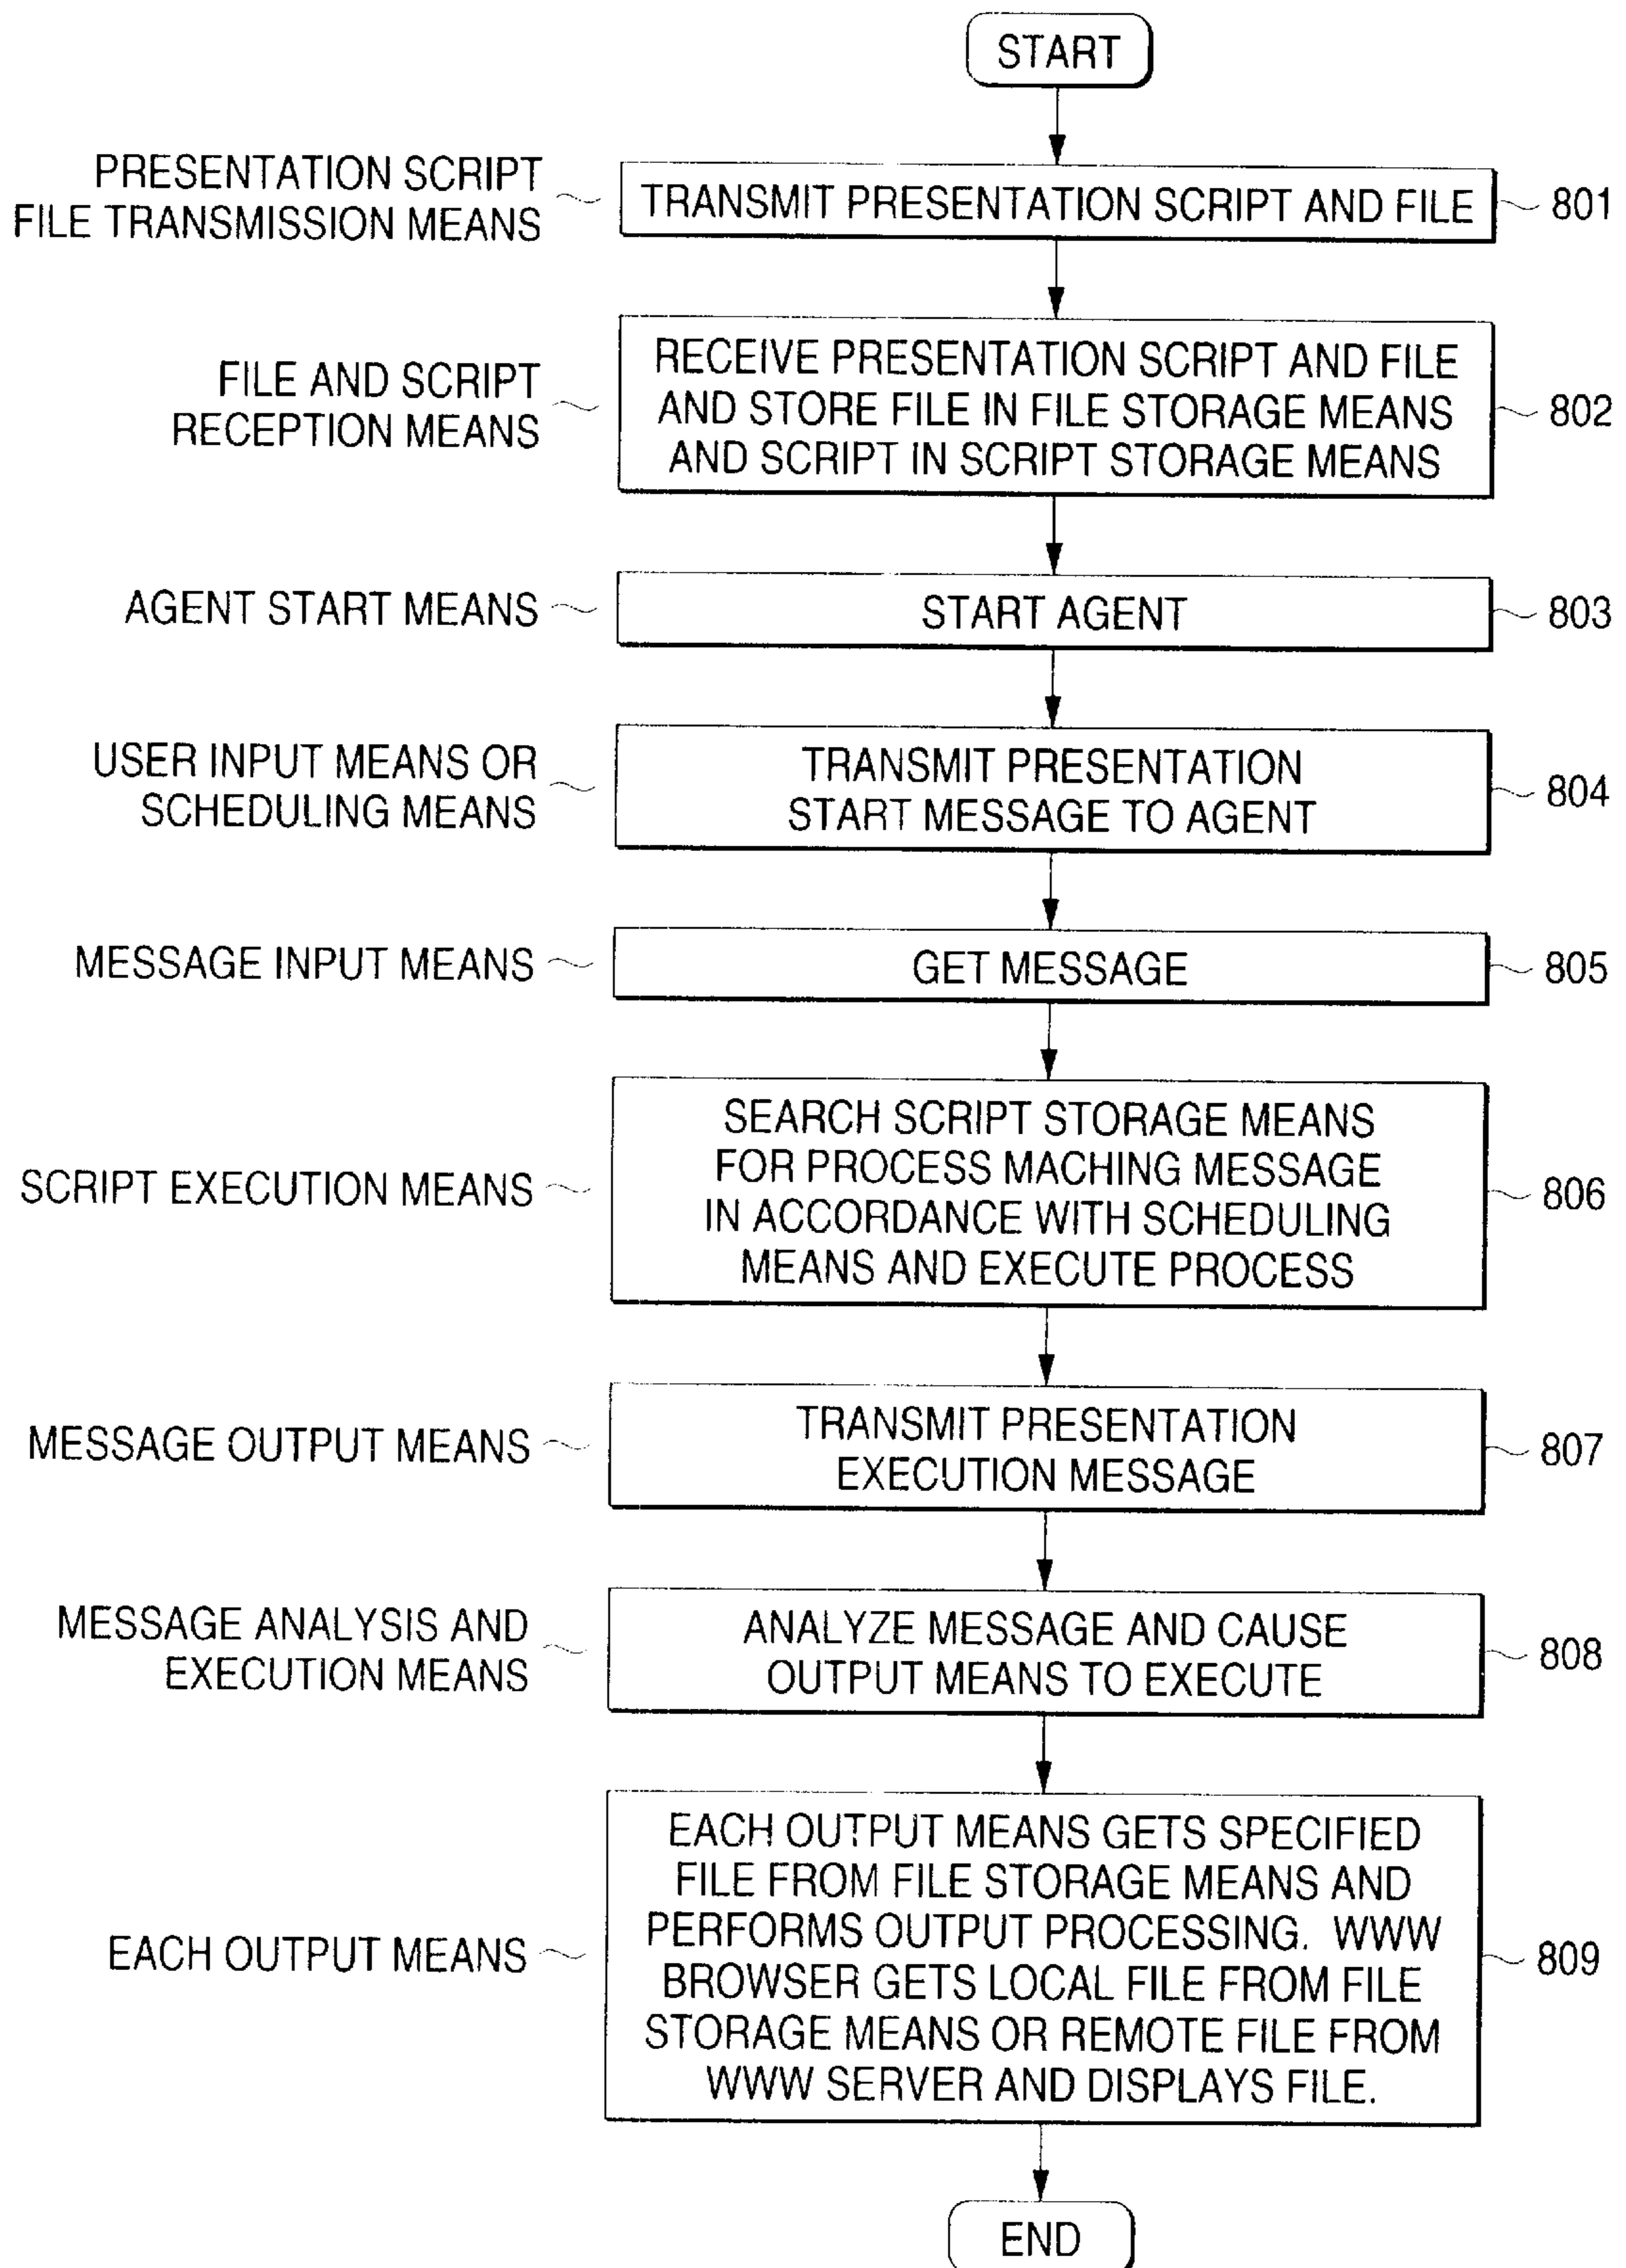 START
PRESENTATION SCRIPT
FILE TRANSMISSION MEANS
TRANSMIT PRESENTATION SCRIPT AND FILE
801
FILE AND SCRIPT
RECEPTION MEANS
RECEIVE PRESENTATION SCRIPT AND FILE
AND STORE FILE IN FILE STORAGE MEANS
AND SCRIPT IN SCRIPT STORAGE MEANS
802
AGENT START MEANS
START AGENT
803
USER INPUT MEANS OR
SCHEDULING MEANS
TRANSMIT PRESENTATION
START MESSAGE TO AGENT
804
MESSAGE INPUT MEANS
GET MESSAGE
805
SCRIPT EXECUTION MEANS
SEARCH SCRIPT STORAGE MEANS
FOR PROCESS MACHING MESSAGE
IN ACCORDANCE WITH SCHEDULING
MEANS AND EXECUTE PROCESS
806
MESSAGE OUTPUT MEANS
TRANSMIT PRESENTATION
EXECUTION MESSAGE
807
MESSAGE ANALYSIS AND
EXECUTION MEANS
ANALYZE MESSAGE AND CAUSE
OUTPUT MEANS TO EXECUTE
808
EACH OUTPUT MEANS
EACH OUTPUT MEANS GETS SPECIFIED
FILE FROM FILE STORAGE MEANS AND
PERFORMS OUTPUT PROCESSING. WWW
BROWSER GETS LOCAL FILE FROM FILE
STORAGE MEANS OR REMOTE FILE FROM
WWW SERVER AND DISPLAYS FILE.
809
END